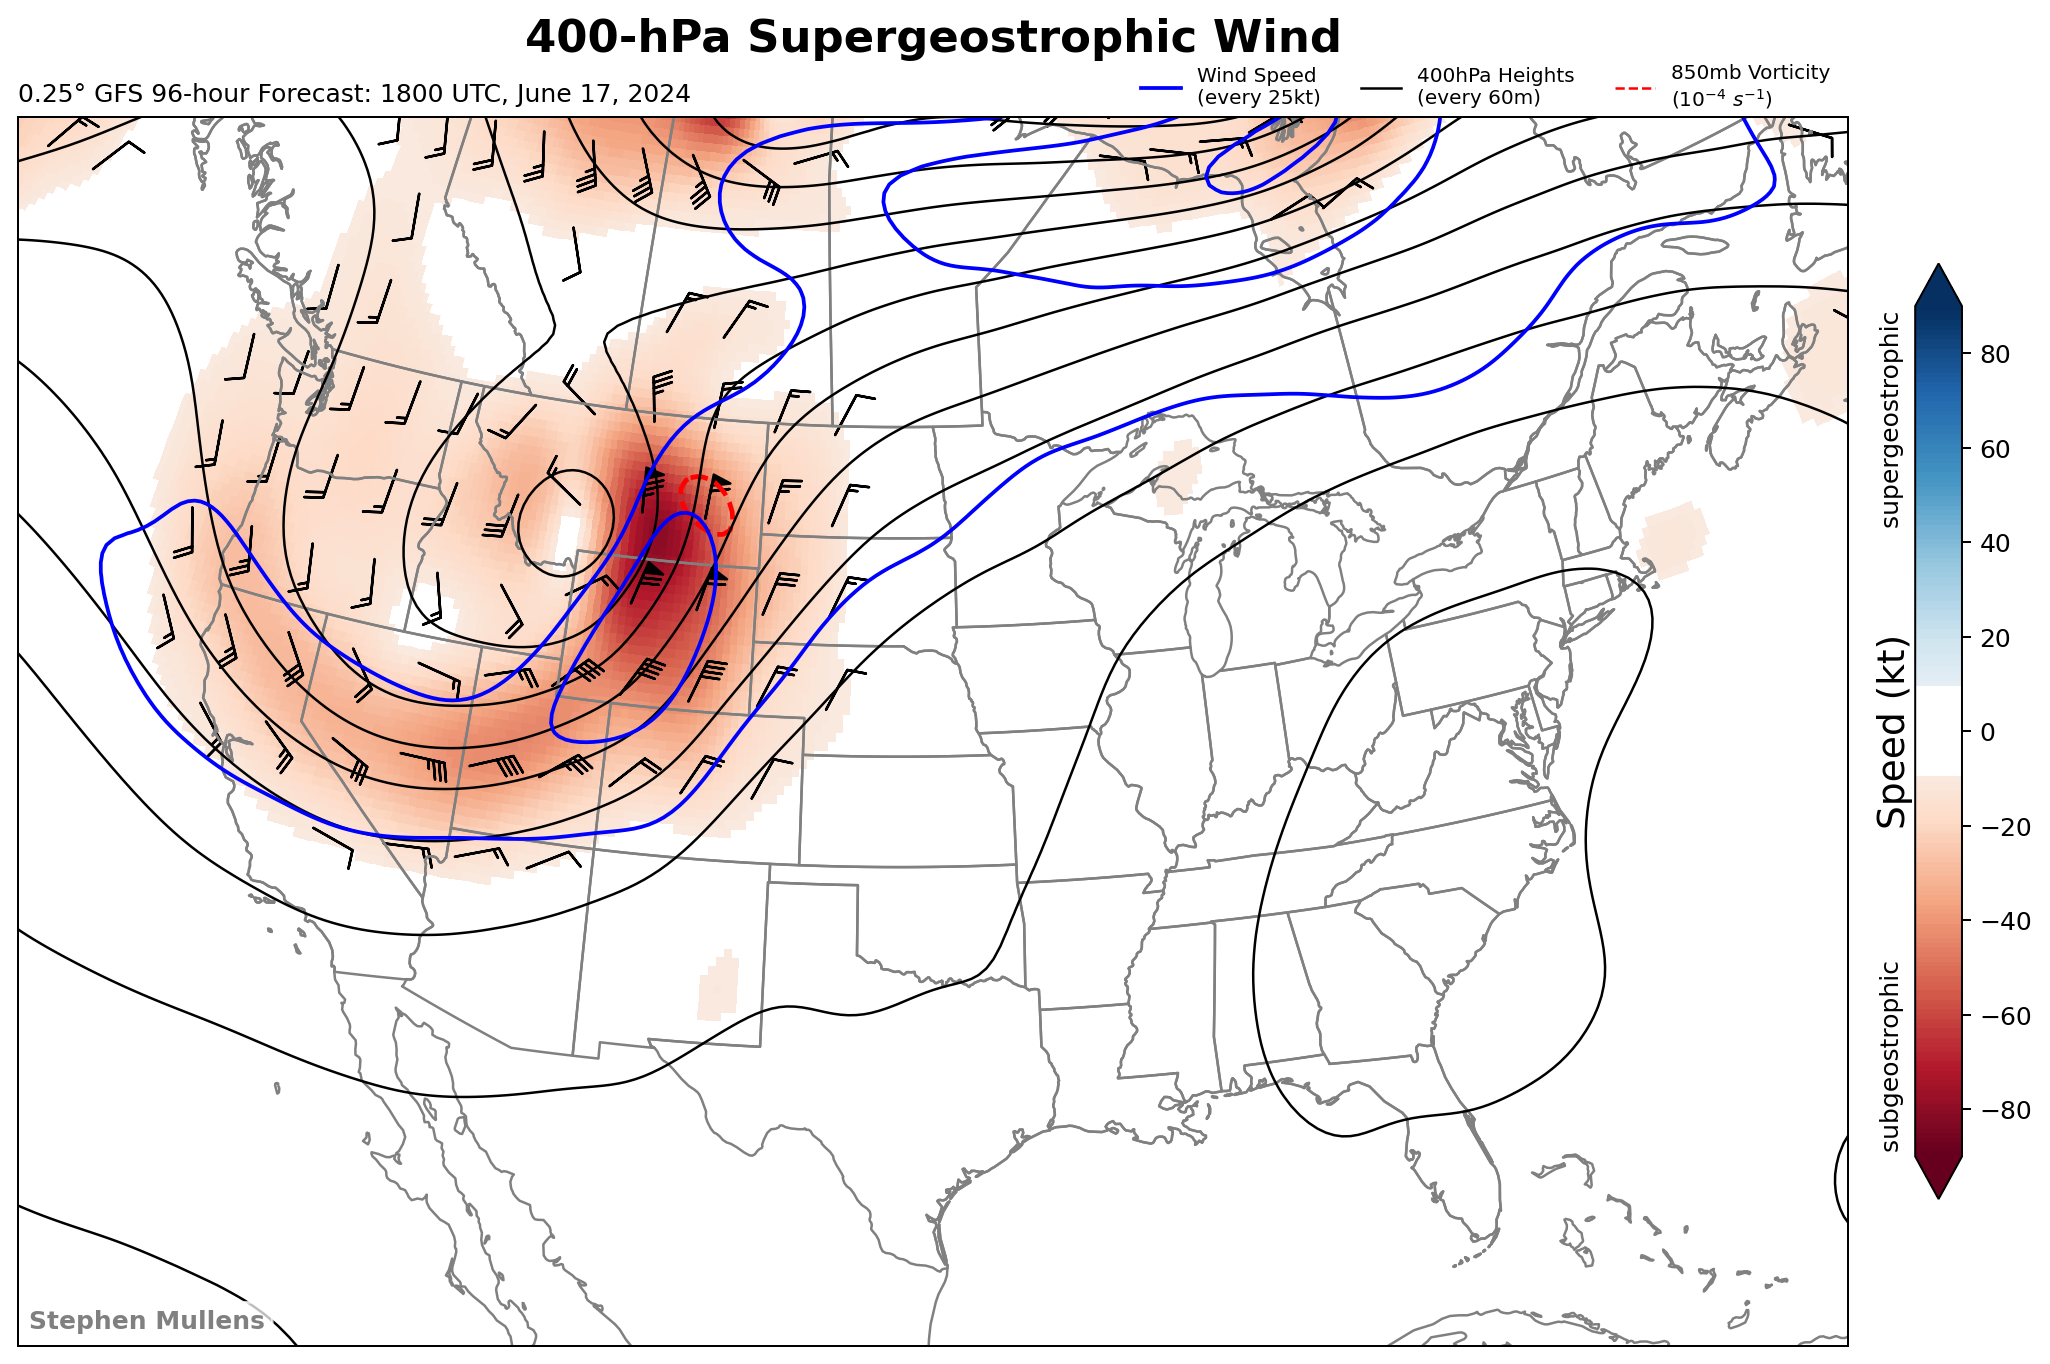 400-hPa Supergeostrophic Wind
0.25° GFS 96-hour Forecast: 1800 UTC, June 17, 2024
Wind Speed
(every 25kt)
400hPa Heights
(every 60m)
850mb Vorticity
(10⁻⁴ s⁻¹)
supergeostrophic
Speed (kt)
subgeostrophic
80
60
40
20
0
−20
−40
−60
−80
Stephen Mullens